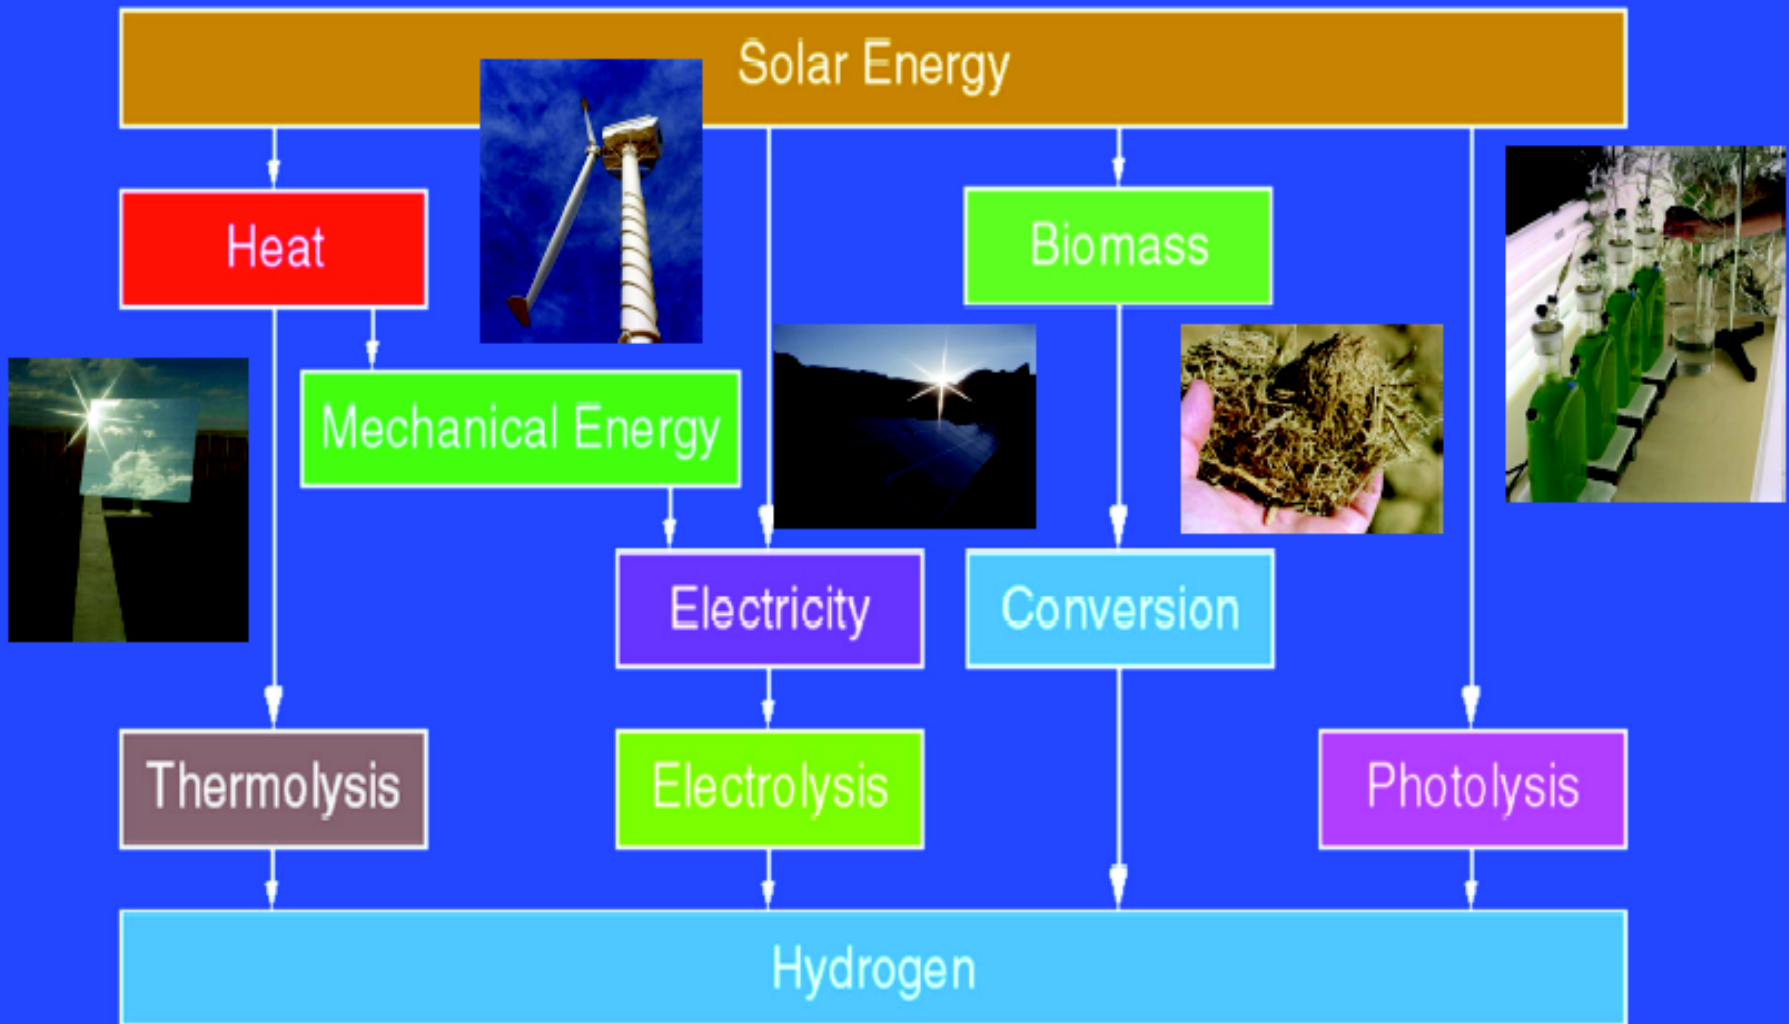 Solar Energy
Heat
Biomass
Mechanical Energy
Electricity
Conversion
Thermolysis
Electrolysis
Photolysis
Hydrogen